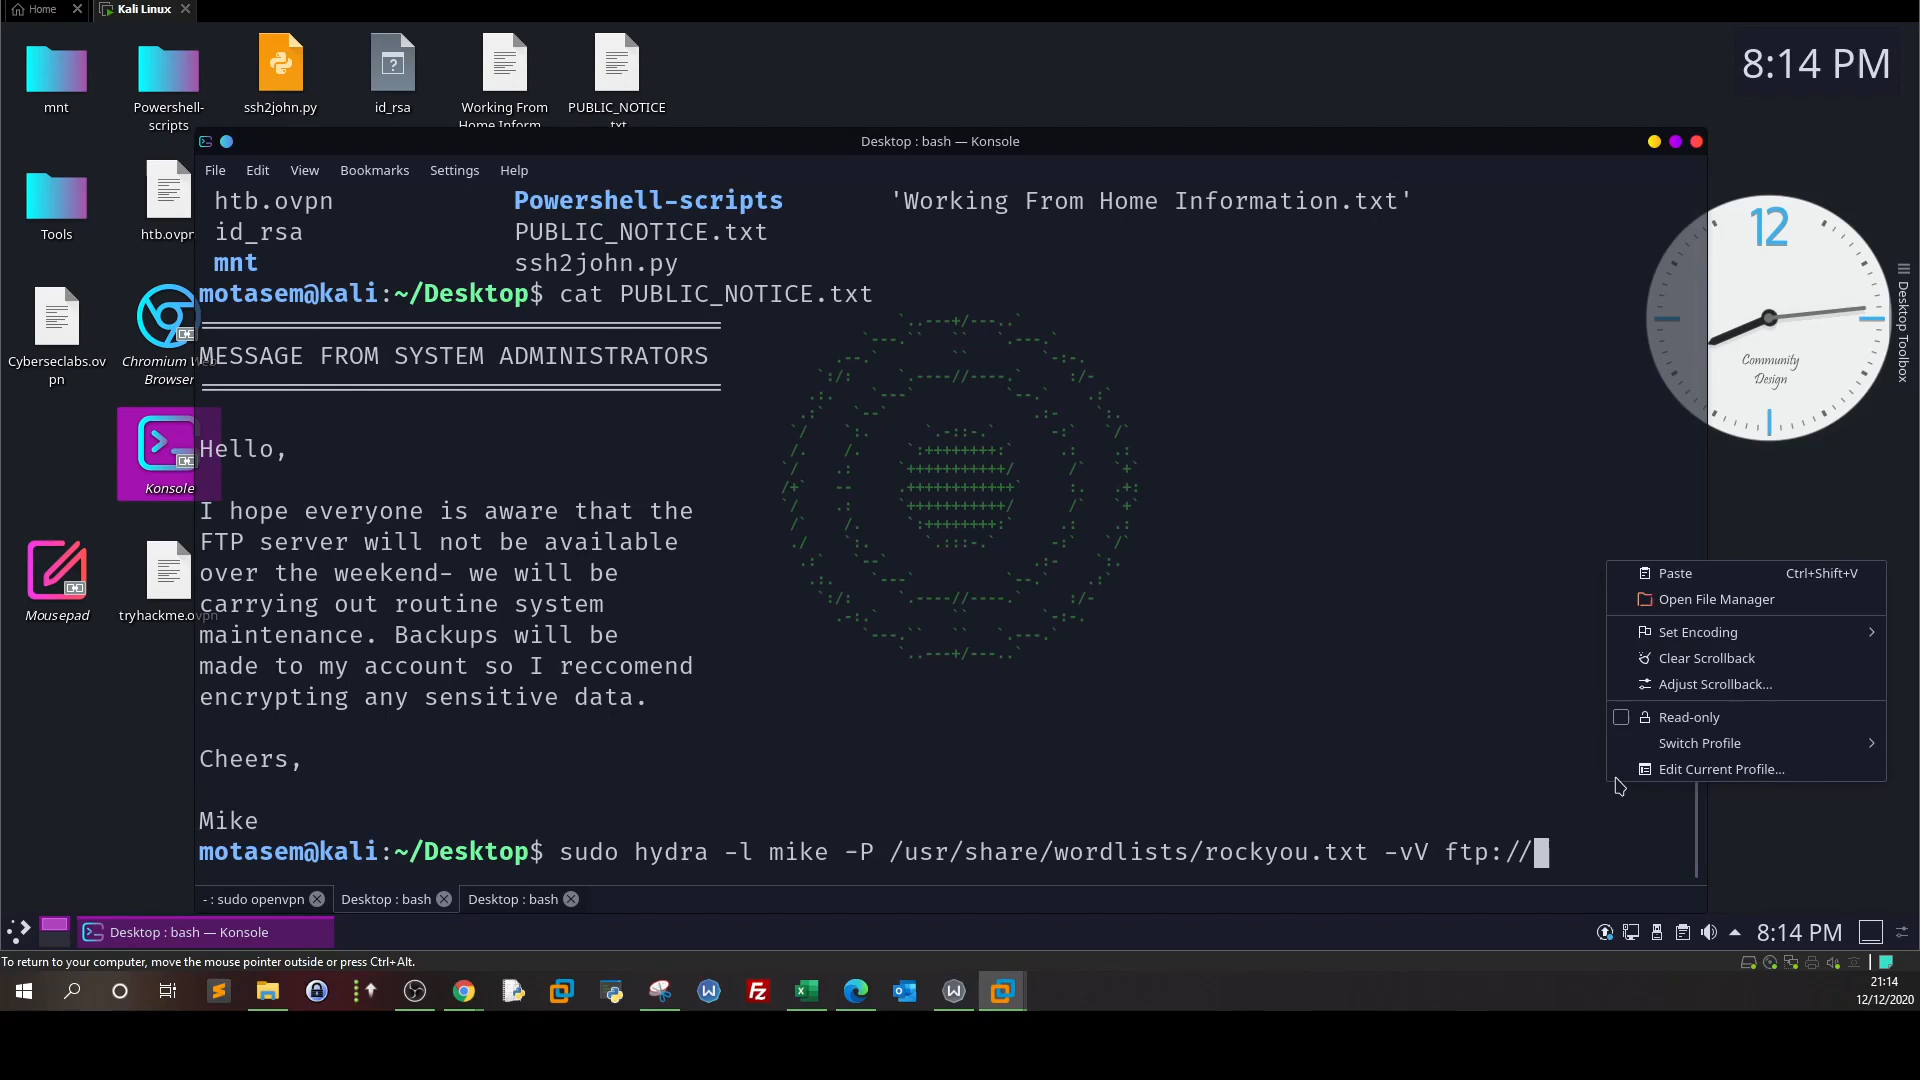 Home
Kali Linux
mnt
Powershell-
scripts
ssh2john.py
id_rsa
Working From
Home Inform...
PUBLIC_NOTICE
txt
8:14 PM
Tools
htb.ovpn
Cyberseclabs.ov
pn
Chromium Web
Browser
Konsole
Mousepad
tryhackme.ovpn
Desktop : bash — Konsole
File Edit View Bookmarks Settings Help
htb.ovpn Powershell-scripts 'Working From Home Information.txt'
id_rsa PUBLIC_NOTICE.txt
mnt ssh2john.py
motasem@kali:~/Desktop$ cat PUBLIC_NOTICE.txt
MESSAGE FROM SYSTEM ADMINISTRATORS
Hello,
I hope everyone is aware that the
FTP server will not be available
over the weekend- we will be
carrying out routine system
maintenance. Backups will be
made to my account so I reccomend
encrypting any sensitive data.
Cheers,
Mike
motasem@kali:~/Desktop$ sudo hydra -l mike -P /usr/share/wordlists/rockyou.txt -vV ftp://
- : sudo openvpn
Desktop : bash
Desktop : bash
12
Community
Design
Desktop Toolbox
Paste Ctrl+Shift+V
Open File Manager
Set Encoding
Clear Scrollback
Adjust Scrollback...
Read-only
Switch Profile
Edit Current Profile...
Desktop : bash — Konsole
8:14 PM
To return to your computer, move the mouse pointer outside or press Ctrl+Alt.
21:14
12/12/2020